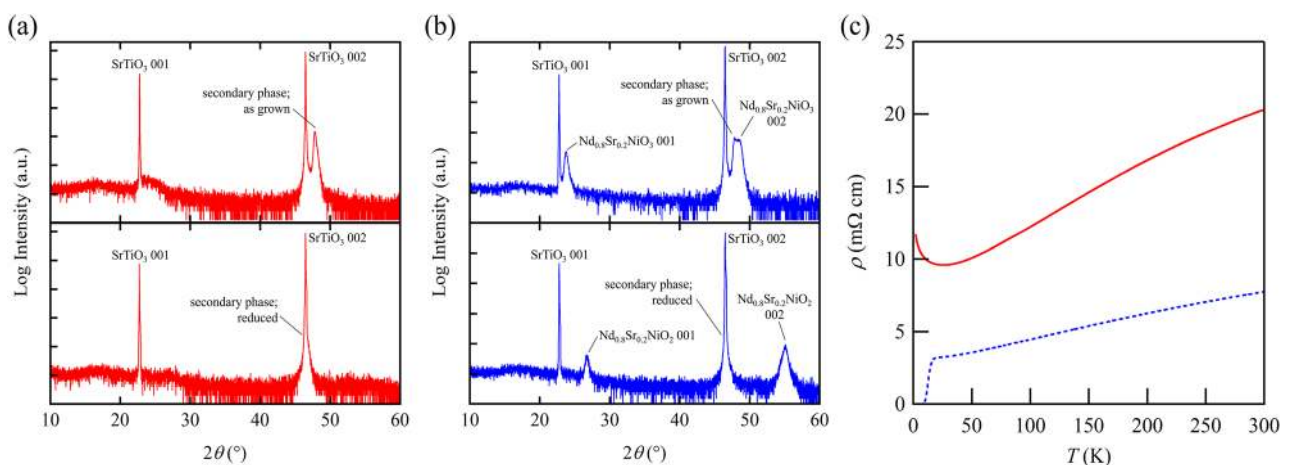 (a)
Log Intensity (a.u.)
SrTiO₃ 001
SrTiO₃ 002
secondary phase;
as grown
SrTiO₃ 001
SrTiO₃ 002
secondary phase;
reduced
10 20 30 40 50 60
2θ (°)
(b)
Log Intensity (a.u.)
SrTiO₃ 001
SrTiO₃ 002
secondary phase;
as grown
Nd₀.₈Sr₀.₂NiO₃
002
Nd₀.₈Sr₀.₂NiO₃ 001
SrTiO₃ 001
SrTiO₃ 002
secondary phase;
reduced
Nd₀.₈Sr₀.₂NiO₂
002
Nd₀.₈Sr₀.₂NiO₂ 001
10 20 30 40 50 60
2θ (°)
(c)
ρ (mΩ cm)
25
20
15
10
5
0
0 50 100 150 200 250 300
T (K)